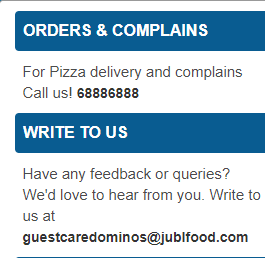 ORDERS & COMPLAINS
For Pizza delivery and complains
Call us! 68886888
WRITE TO US
Have any feedback or queries?
We'd love to hear from you. Write to
us at
guestcaredominos@jublfood.com